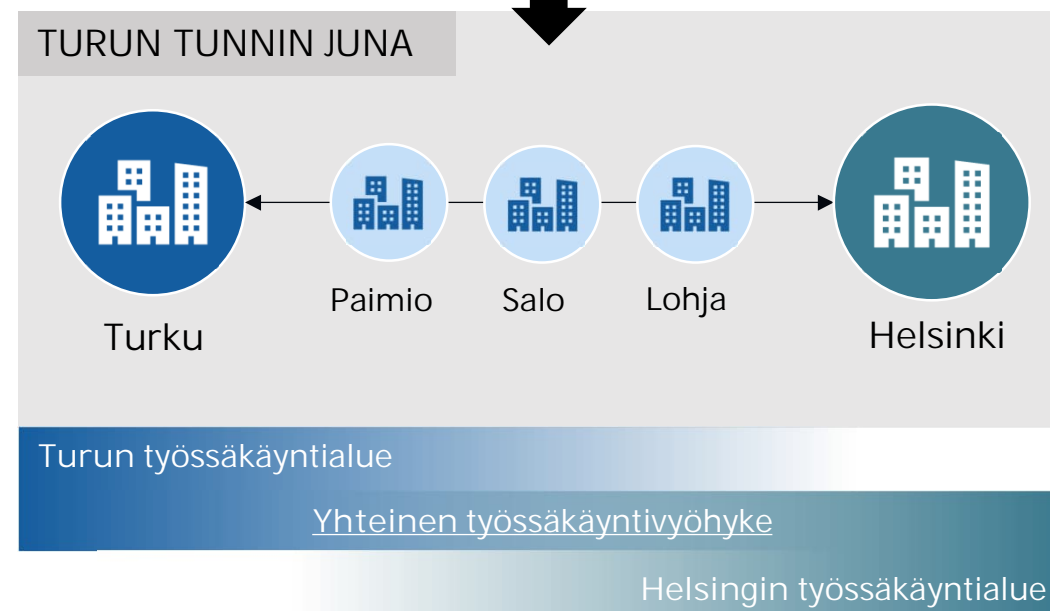 TURUN TUNNIN JUNA
Paimio
Salo
Lohja
Turku
Helsinki
Turun työssäkäyntialue
Yhteinen työssäkäyntivyöhyke
Helsingin työssäkäyntialue